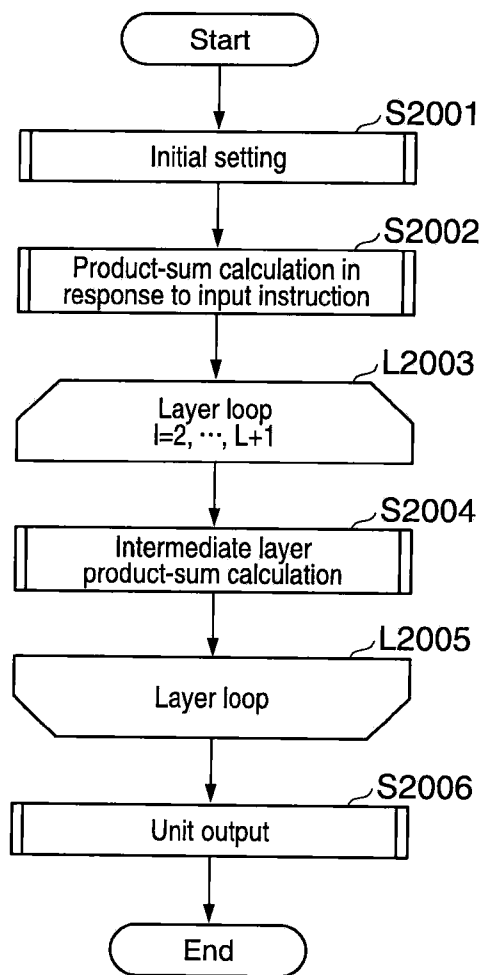 Start
S2001
Initial setting
S2002
Product-sum calculation in
response to input instruction
L2003
Layer loop
l=2, ···, L+1
S2004
Intermediate layer
product-sum calculation
L2005
Layer loop
S2006
Unit output
End